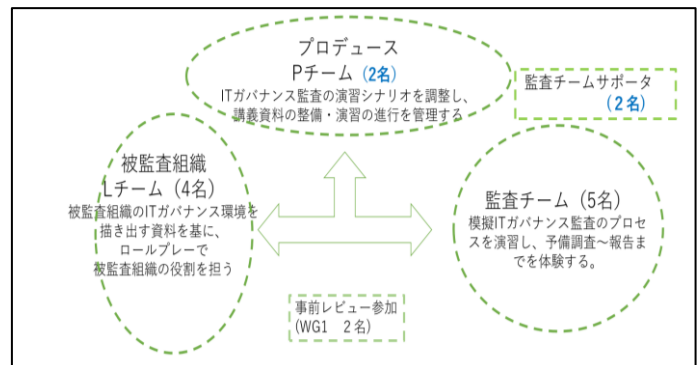 プロデュース
Pチーム（2名）
ITガバナンス監査の演習シナリオを調整し、
講義資料の整備・演習の進行を管理する
監査チームサポータ
（２名）
被監査組織
Lチーム（4名）
被監査組織のITガバナンス環境を
描き出す資料を基に、
ロールプレーで
被監査組織の役割を担う
監査チーム（5名）
模擬ITガバナンス監査のプロセ
スを演習し、予備調査～報告ま
でを体験する。
事前レビュー参加
(WG1　２名）